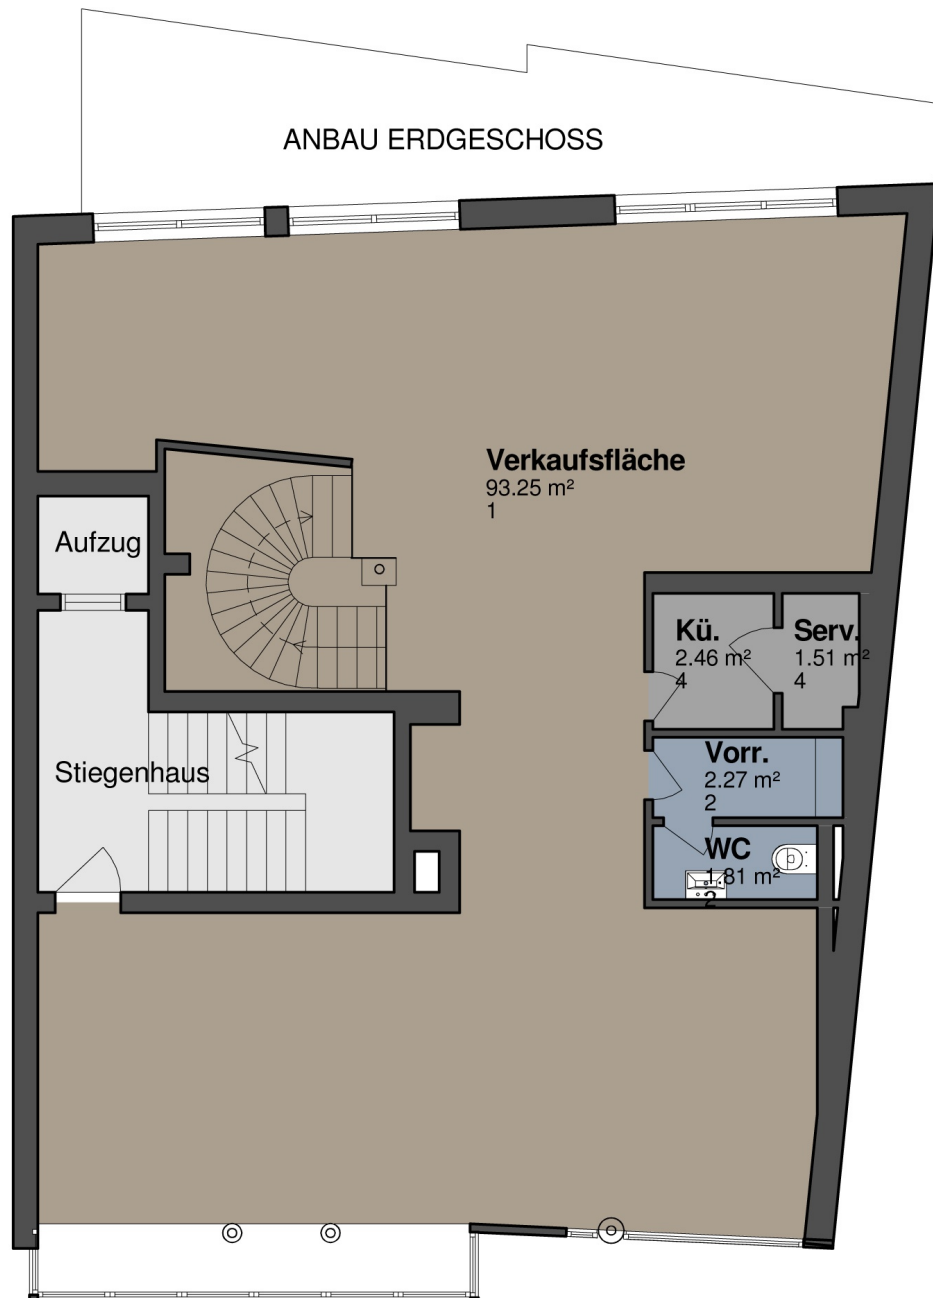 ANBAU ERDGESCHOSS
Verkaufsfläche
93.25 m²
1
Aufzug
Kü.
2.46 m²
4
Serv.
1.51 m²
4
Stiegenhaus
Vorr.
2.27 m²
2
WC
1.81 m²
2